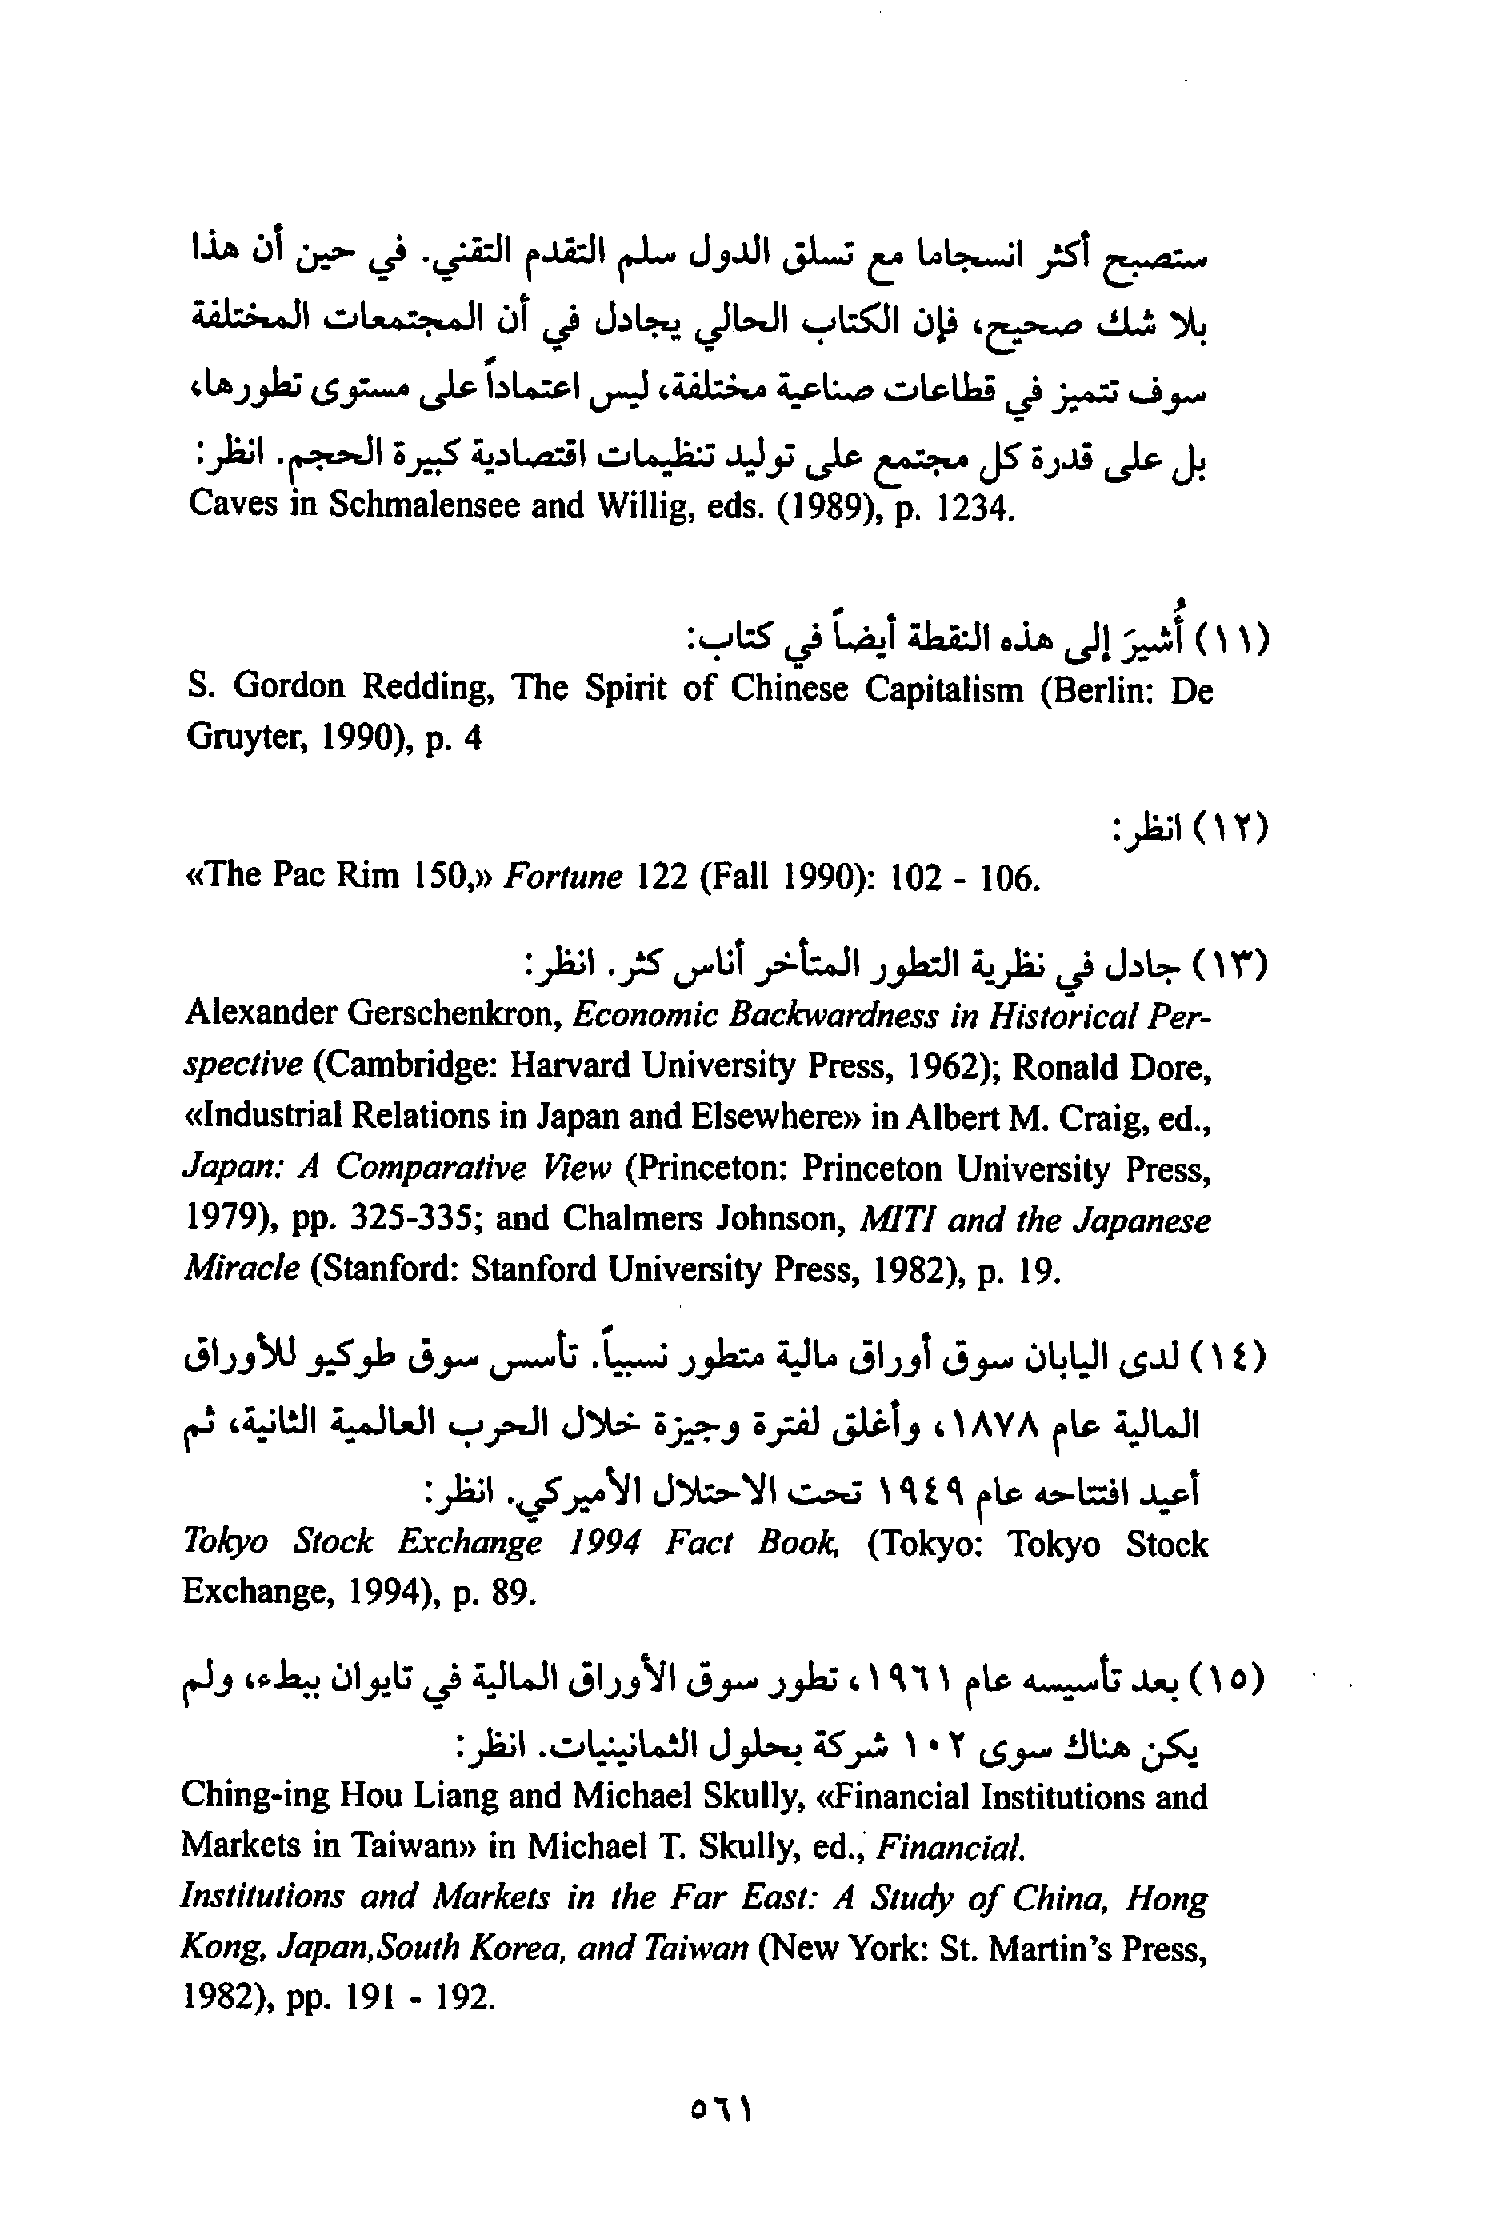 ستصبح أكثر انسجاما مع تسلق الدول سلم التقدم التقني. في حين أن هذا
بلا شك صحيح، فإن الكتاب الحالي يجادل في أن المجتمعات المختلفة
سوف تتميز في قطاعات صناعية مختلفة، ليس اعتماداً على مستوى تطورها،
بل على قدرة كل مجتمع على توليد تنظيمات اقتصادية كبيرة الحجم. انظر:
Caves in Schmalensee and Willig, eds. (1989), p. 1234.
(١١) أُشيرَ إلى هذه النقطة أيضاً في كتاب:
S. Gordon Redding, The Spirit of Chinese Capitalism (Berlin: De
Gruyter, 1990), p. 4
(١٢) انظر:
«The Pac Rim 150,» Fortune 122 (Fall 1990): 102 - 106.
(١٣) جادل في نظرية التطور المتأخر أناس كثر. انظر:
Alexander Gerschenkron, Economic Backwardness in Historical Per-
spective (Cambridge: Harvard University Press, 1962); Ronald Dore,
«Industrial Relations in Japan and Elsewhere» in Albert M. Craig, ed.,
Japan: A Comparative View (Princeton: Princeton University Press,
1979), pp. 325-335; and Chalmers Johnson, MITI and the Japanese
Miracle (Stanford: Stanford University Press, 1982), p. 19.
(١٤) لدى اليابان سوق أوراق مالية متطور نسبياً. تأسس سوق طوكيو للأوراق
المالية عام ١٨٧٨، وأغلق لفترة وجيزة خلال الحرب العالمية الثانية، ثم
أعيد افتتاحه عام ١٩٤٩ تحت الاحتلال الأميركي. انظر:
Tokyo Stock Exchange 1994 Fact Book, (Tokyo: Tokyo Stock
Exchange, 1994), p. 89.
(١٥) بعد تأسيسه عام ١٩٦١، تطور سوق الأوراق المالية في تايوان ببطء، ولم
يكن هناك سوى ١٠٢ شركة بحلول الثمانينيات. انظر:
Ching-ing Hou Liang and Michael Skully, «Financial Institutions and
Markets in Taiwan» in Michael T. Skully, ed., Financial.
Institutions and Markets in the Far East: A Study of China, Hong
Kong, Japan,South Korea, and Taiwan (New York: St. Martin's Press,
1982), pp. 191 - 192.
٥٦١